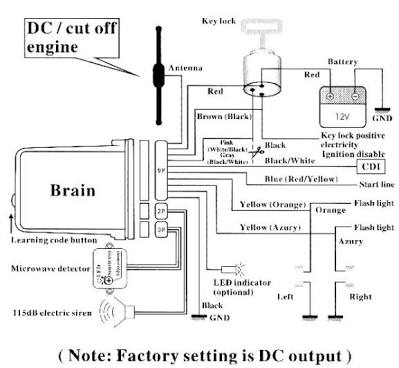 DC / cut off
engine
Key lock
Antenna
Red
Red
Battery
12V
GND
Brown (Black)
Pink
(White/Black)
Gray
(Black/White)
Black
Key lock positive
electricity
Ignition disable
Black/White
CDI
Brain
9P
2P
3P
Blue (Red/Yellow)
Start line
Yellow (Orange)
Orange
Flash light
Yellow (Azury)
Flash light
Azury
Learning code button
Microwave detector
LED
LED indicator
(optional)
Left
Right
115dB electric siren
Black
GND
( Note: Factory setting is DC output )